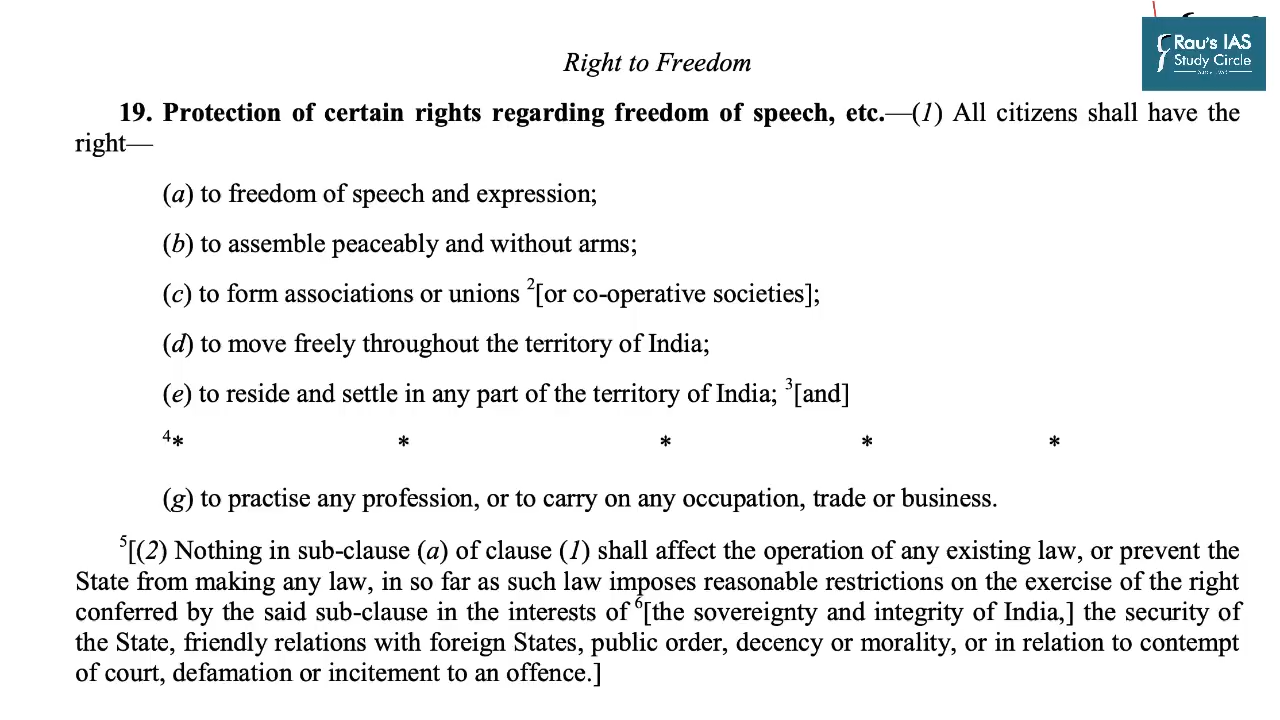 Rau's IAS
Study Circle
Right to Freedom
19. Protection of certain rights regarding freedom of speech, etc.—(1) All citizens shall have the
right—
(a) to freedom of speech and expression;
(b) to assemble peaceably and without arms;
(c) to form associations or unions 2[or co-operative societies];
(d) to move freely throughout the territory of India;
(e) to reside and settle in any part of the territory of India; 3[and]
4* * * * *
(g) to practise any profession, or to carry on any occupation, trade or business.
5[(2) Nothing in sub-clause (a) of clause (1) shall affect the operation of any existing law, or prevent the
State from making any law, in so far as such law imposes reasonable restrictions on the exercise of the right
conferred by the said sub-clause in the interests of 6[the sovereignty and integrity of India,] the security of
the State, friendly relations with foreign States, public order, decency or morality, or in relation to contempt
of court, defamation or incitement to an offence.]